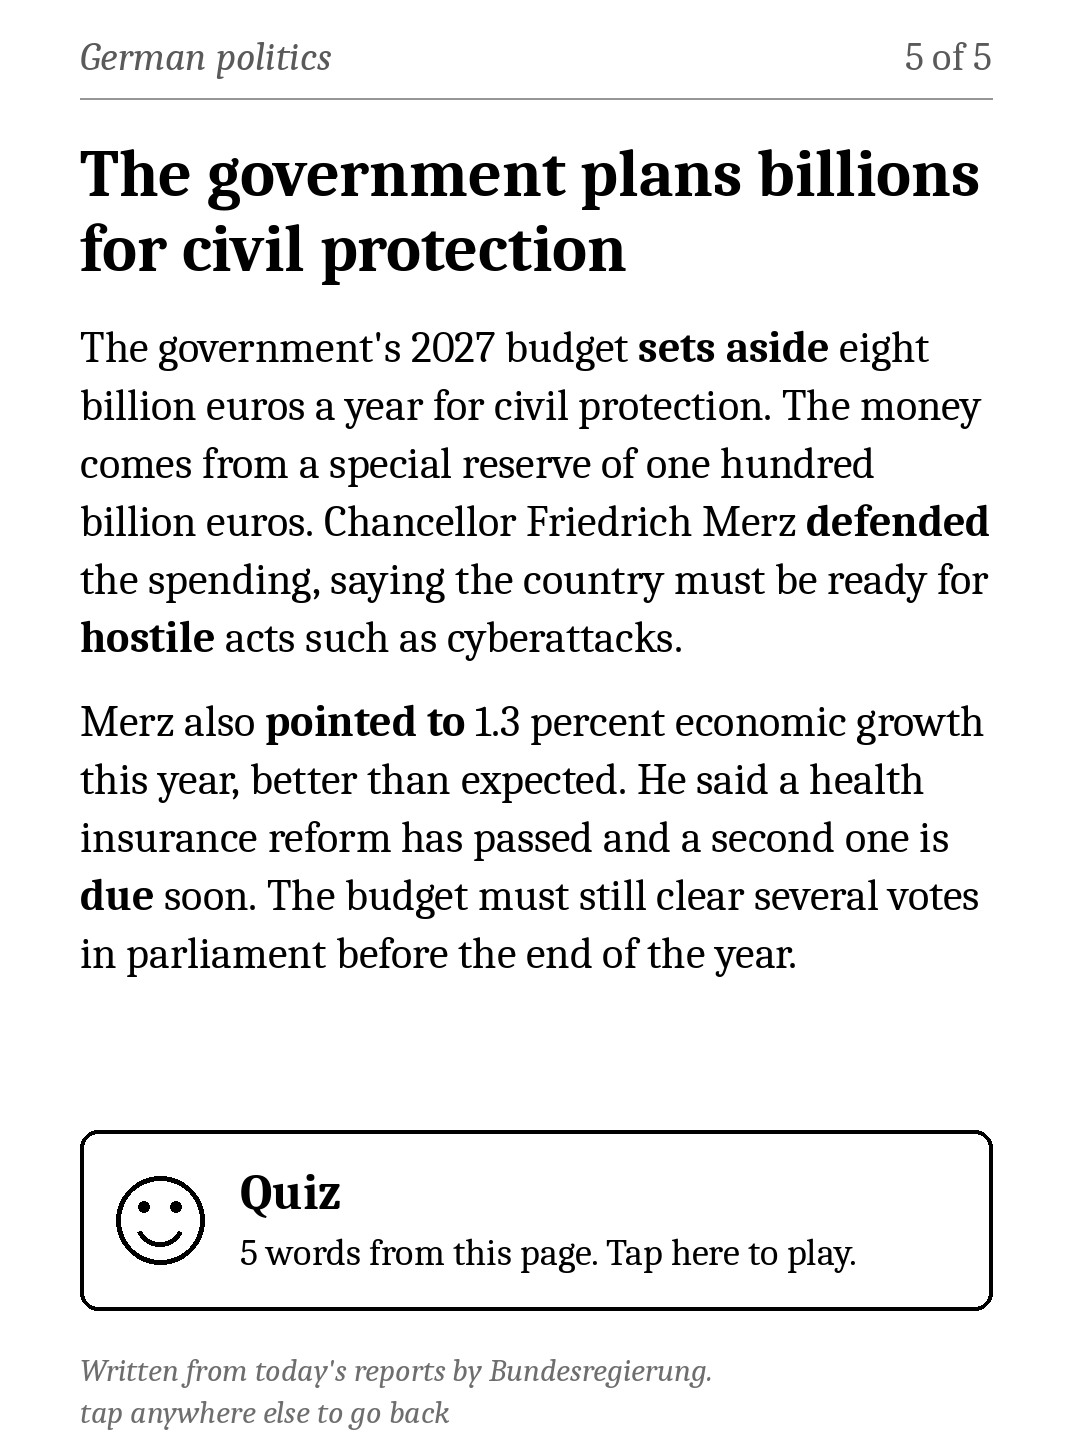 German politics
5 of 5
The government plans billions
for civil protection
The government's 2027 budget sets aside eight
billion euros a year for civil protection. The money
comes from a special reserve of one hundred
billion euros. Chancellor Friedrich Merz defended
the spending, saying the country must be ready for
hostile acts such as cyberattacks.
Merz also pointed to 1.3 percent economic growth
this year, better than expected. He said a health
insurance reform has passed and a second one is
due soon. The budget must still clear several votes
in parliament before the end of the year.
Quiz
5 words from this page. Tap here to play.
Written from today's reports by Bundesregierung.
tap anywhere else to go back